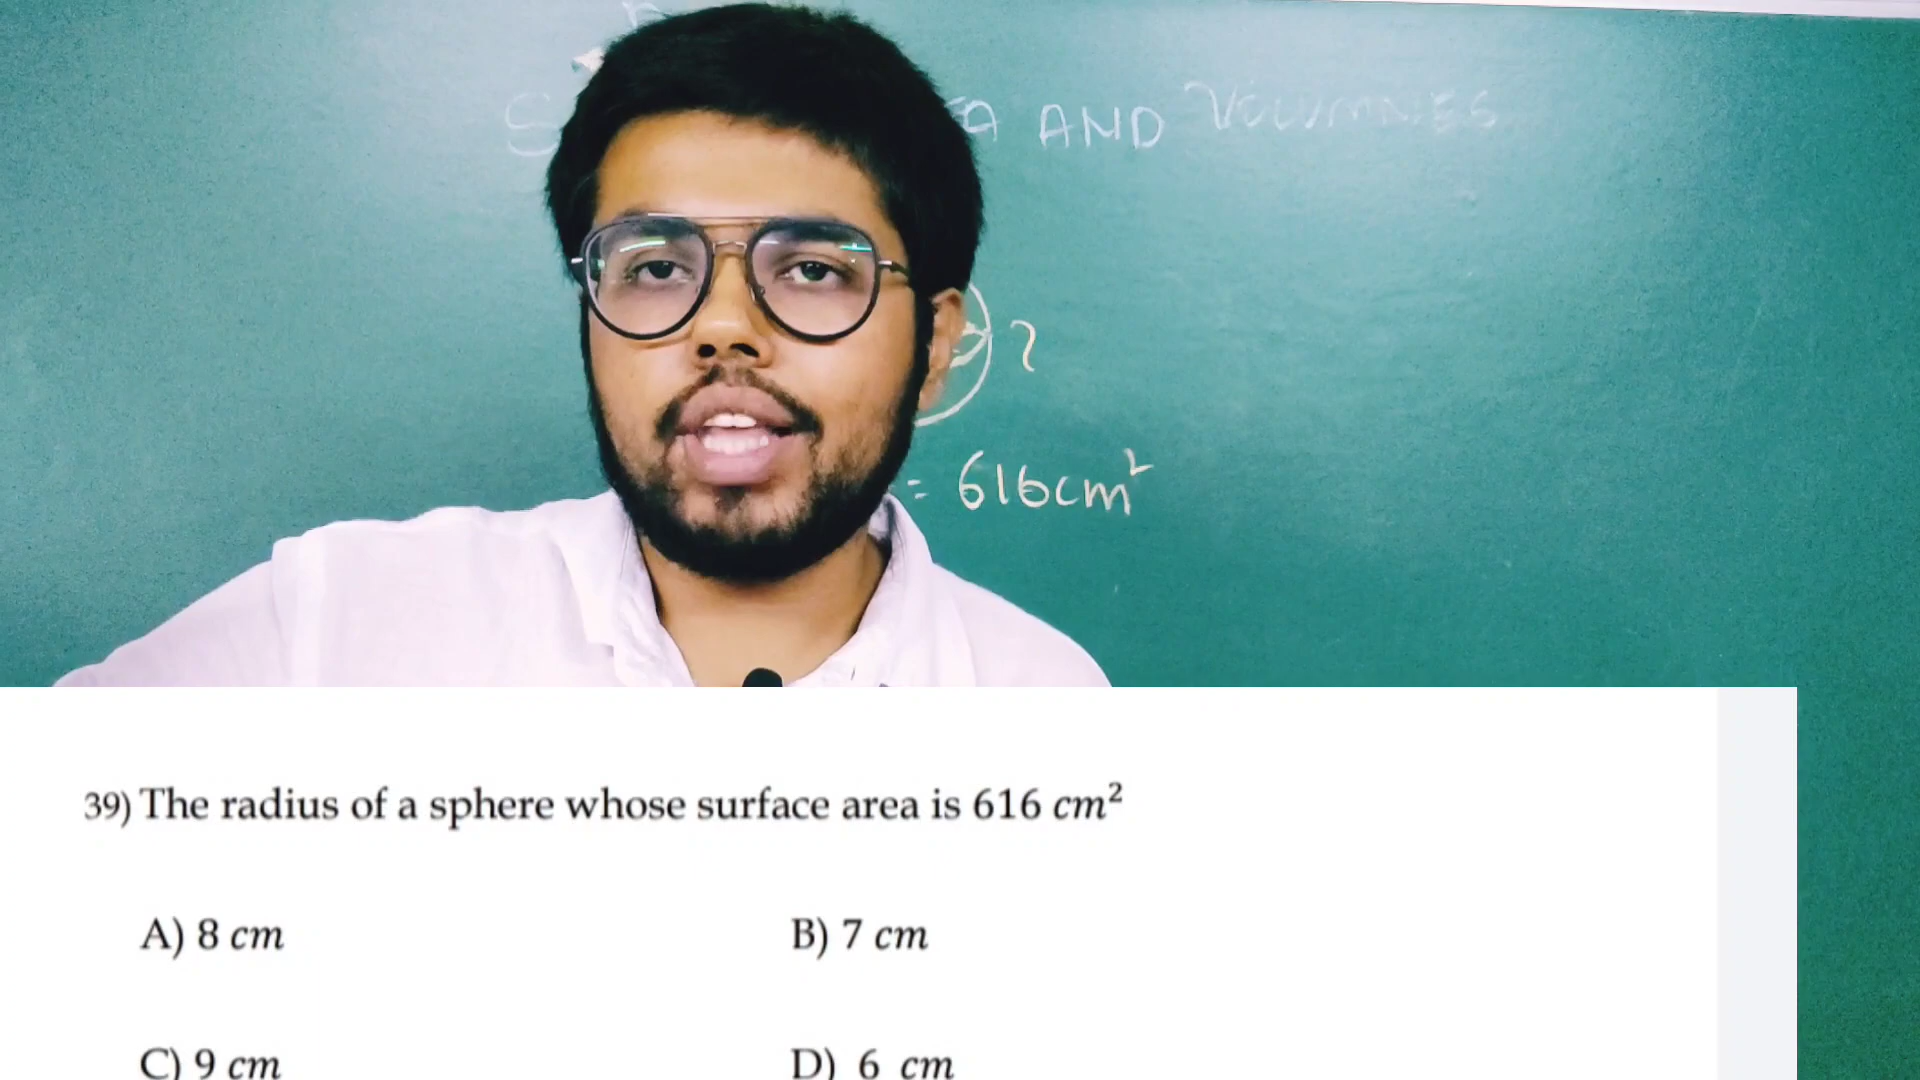 AND VOLUMNES
= 616cm²
?
39) The radius of a sphere whose surface area is 616 cm²
A) 8 cm B) 7 cm
C) 9 cm D) 6 cm